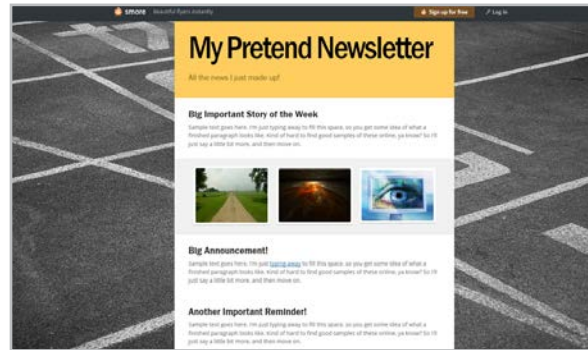 smore Beautiful flyers instantly Sign up for free Log in
My Pretend Newsletter
All the news I just made up!
Big Important Story of the Week
Sample text goes here. I'm just typing away to fill this space, so you get some idea of what a
finished paragraph looks like. Kind of hard to find good samples of these online, ya know? So I'll
just say a little bit more, and then move on.
Big Announcement!
Sample text goes here. I'm just typing away to fill this space, so you get some idea of what a
finished paragraph looks like. Kind of hard to find good samples of these online, ya know? So I'll
just say a little bit more, and then move on.
Another Important Reminder!
Sample text goes here. I'm just typing away to fill this space, so you get some idea of what a
finished paragraph looks like. Kind of hard to find good samples of these online, ya know? So I'll
just say a little bit more, and then move on.